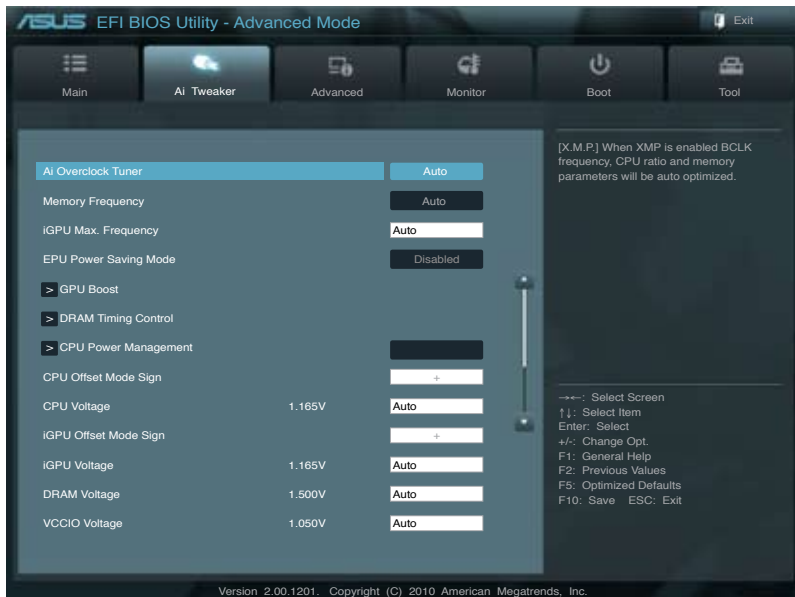 ASUS EFI BIOS Utility - Advanced Mode Exit
Main Ai Tweaker Advanced Monitor Boot Tool
[X.M.P.] When XMP is enabled BCLK
frequency, CPU ratio and memory
parameters will be auto optimized.
Ai Overclock Tuner Auto
Memory Frequency Auto
iGPU Max. Frequency Auto
EPU Power Saving Mode Disabled
> GPU Boost
> DRAM Timing Control
> CPU Power Management
CPU Offset Mode Sign +
CPU Voltage 1.165V Auto
iGPU Offset Mode Sign +
iGPU Voltage 1.165V Auto
DRAM Voltage 1.500V Auto
VCCIO Voltage 1.050V Auto
→←: Select Screen
↑↓: Select Item
Enter: Select
+/-: Change Opt.
F1: General Help
F2: Previous Values
F5: Optimized Defaults
F10: Save ESC: Exit
Version 2.00.1201. Copyright (C) 2010 American Megatrends, Inc.